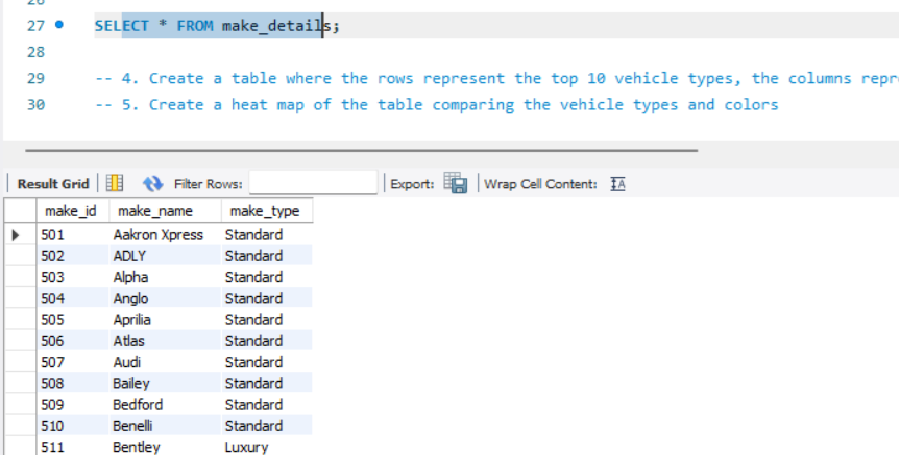 26
27 SELECT * FROM make_details;
28
29 -- 4. Create a table where the rows represent the top 10 vehicle types, the columns repr
30 -- 5. Create a heat map of the table comparing the vehicle types and colors
Result Grid Filter Rows: Export: Wrap Cell Content: IA
make_id make_name make_type
501 Aakron Xpress Standard
502 ADLY Standard
503 Alpha Standard
504 Anglo Standard
505 Aprilia Standard
506 Atlas Standard
507 Audi Standard
508 Bailey Standard
509 Bedford Standard
510 Benelli Standard
511 Bentley Luxury